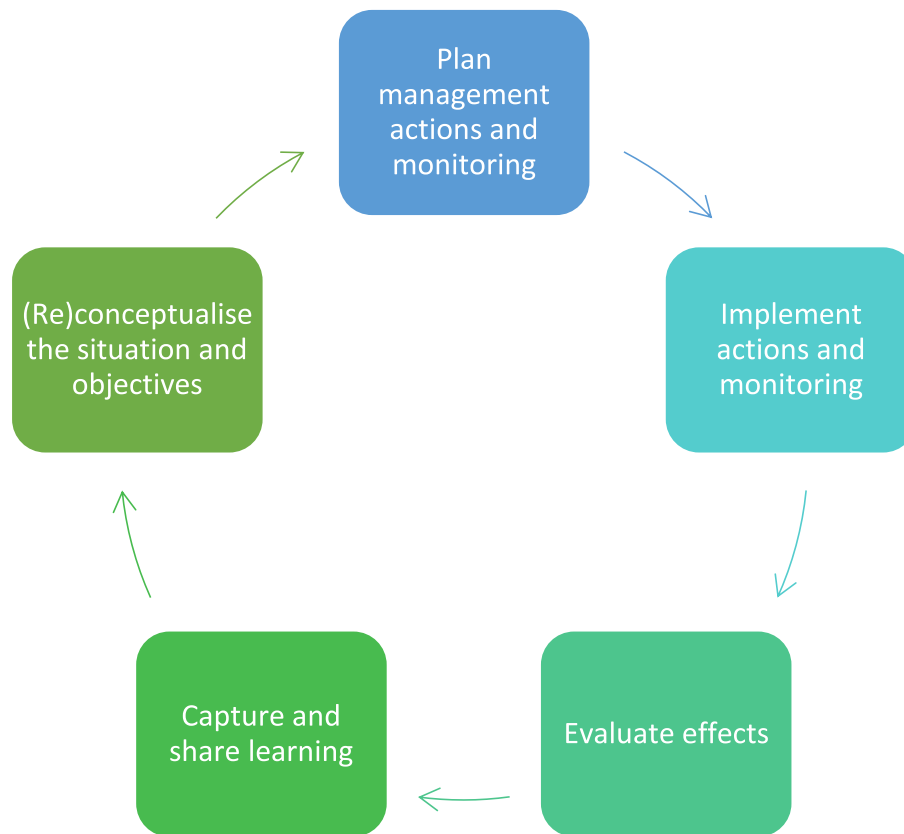 Plan
management
actions and
monitoring
Implement
actions and
monitoring
Evaluate effects
Capture and
share learning
(Re)conceptualise
the situation and
objectives